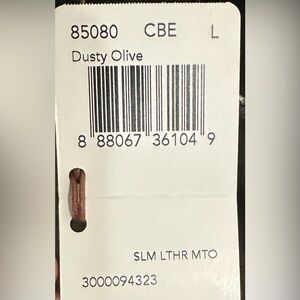 85080 CBE L
Dusty Olive
8 88067 36104 9
SLM LTHR MTO
3000094323